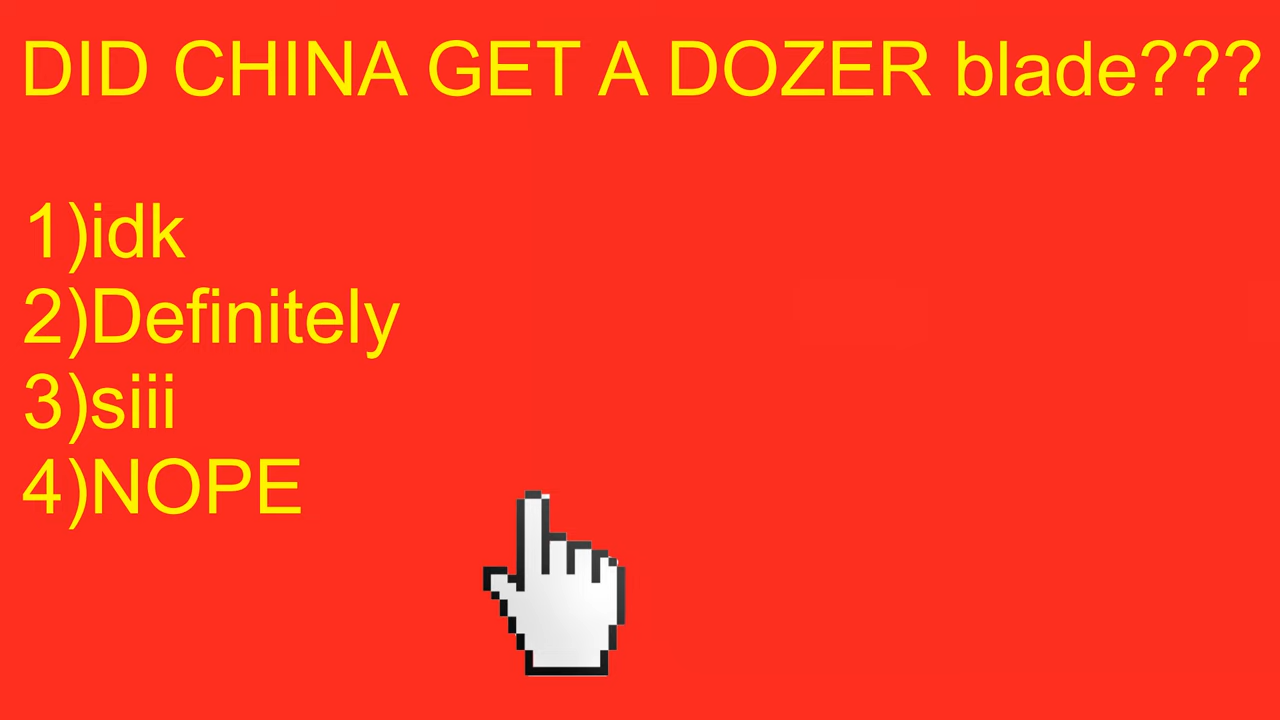 DID CHINA GET A DOZER blade???
1)idk
2)Definitely
3)siii
4)NOPE